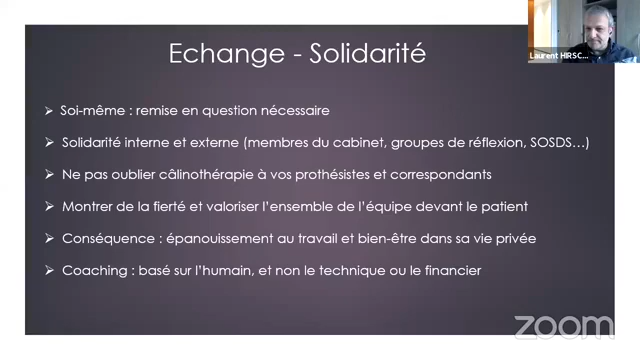 Echange - Solidarité
Laurent HIRSC...
➢ Soi-même : remise en question nécessaire
➢ Solidarité interne et externe (membres du cabinet, groupes de réflexion, SOSDS…)
➢ Ne pas oublier câlinothérapie à vos prothésistes et correspondants
➢ Montrer de la fierté et valoriser l’ensemble de l’équipe devant le patient
➢ Conséquence : épanouissement au travail et bien-être dans sa vie privée
➢ Coaching : basé sur l’humain, et non le technique ou le financier
zoom